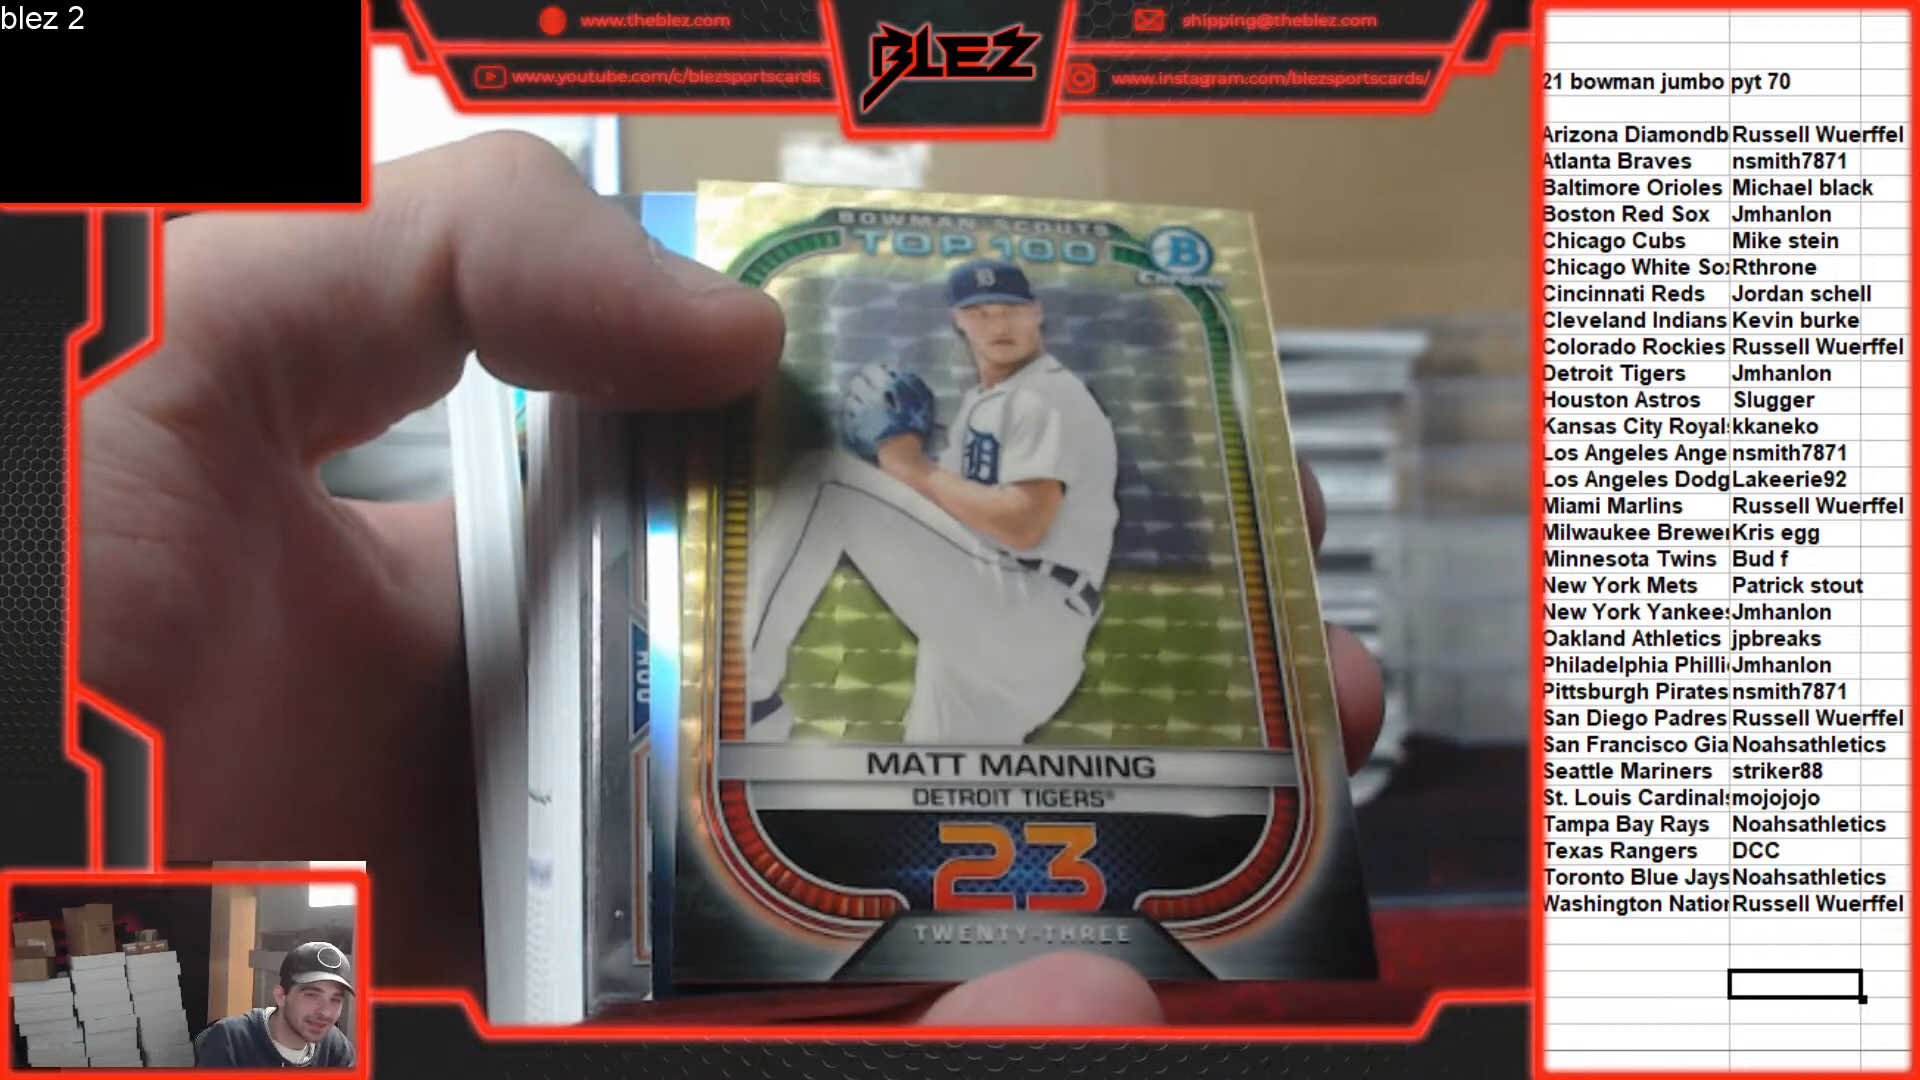 blez 2
www.theblez.com
www.youtube.com/c/blezsportscards
BLEZ
shipping@theblez.com
www.instagram.com/blezsportscards/
BOWMAN SCOUTS
TOP 100
B
CHROME
B
D
MATT MANNING
DETROIT TIGERS®
23
TWENTY-THREE
21 bowman jumbo pyt 70
Arizona Diamondb Russell Wuerffel
Atlanta Braves nsmith7871
Baltimore Orioles Michael black
Boston Red Sox Jmhanlon
Chicago Cubs Mike stein
Chicago White Sox Rthrone
Cincinnati Reds Jordan schell
Cleveland Indians Kevin burke
Colorado Rockies Russell Wuerffel
Detroit Tigers Jmhanlon
Houston Astros Slugger
Kansas City Royals kkaneko
Los Angeles Ange nsmith7871
Los Angeles Dodg Lakeerie92
Miami Marlins Russell Wuerffel
Milwaukee Brewer Kris egg
Minnesota Twins Bud f
New York Mets Patrick stout
New York Yankees Jmhanlon
Oakland Athletics jpbreaks
Philadelphia Philli Jmhanlon
Pittsburgh Pirates nsmith7871
San Diego Padres Russell Wuerffel
San Francisco Gia Noahsathletics
Seattle Mariners striker88
St. Louis Cardinals mojojojo
Tampa Bay Rays Noahsathletics
Texas Rangers DCC
Toronto Blue Jays Noahsathletics
Washington Nation Russell Wuerffel